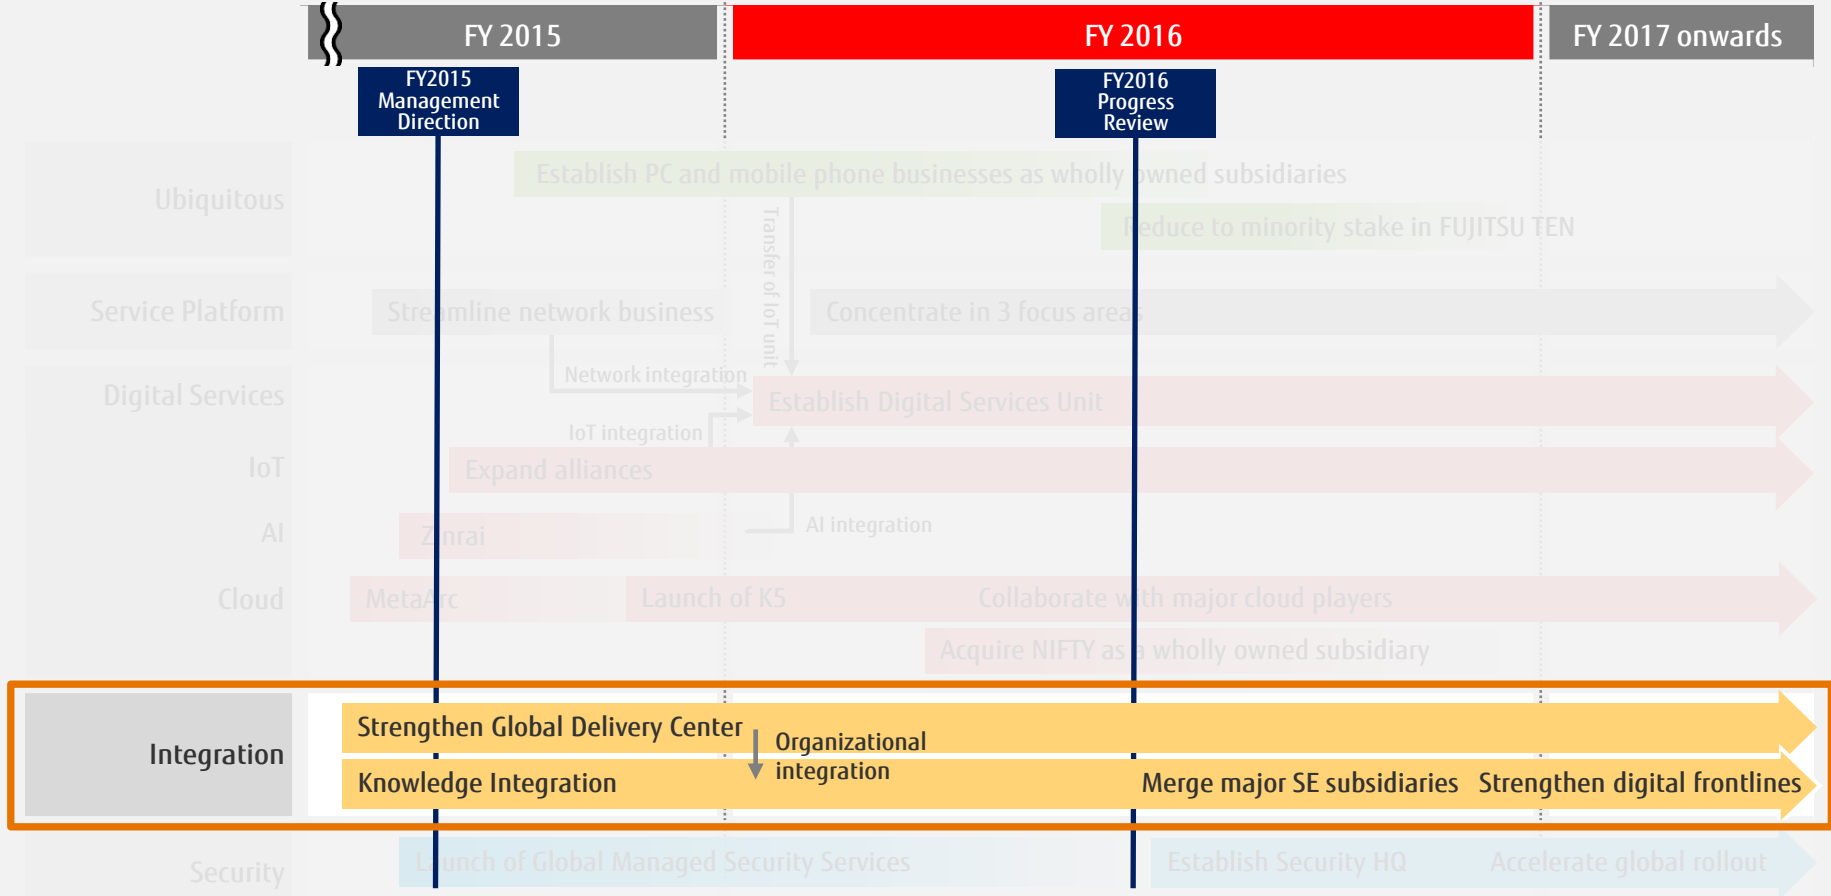 FY 2015
FY 2016
FY 2017 onwards
FY2015
Management
Direction
FY2016
Progress
Review
Ubiquitous
Establish PC and mobile phone businesses as wholly owned subsidiaries
Reduce to minority stake in FUJITSU TEN
Transfer of IoT unit
Service Platform
Streamline network business
Concentrate in 3 focus areas
Digital Services
Network integration
Establish Digital Services Unit
IoT integration
IoT
Expand alliances
AI
Zinrai
AI integration
Cloud
MetaArc
Launch of K5
Collaborate with major cloud players
Acquire NIFTY as a wholly owned subsidiary
Integration
Strengthen Global Delivery Center
Organizational
integration
Knowledge Integration
Merge major SE subsidiaries
Strengthen digital frontlines
Security
Launch of Global Managed Security Services
Establish Security HQ
Accelerate global rollout